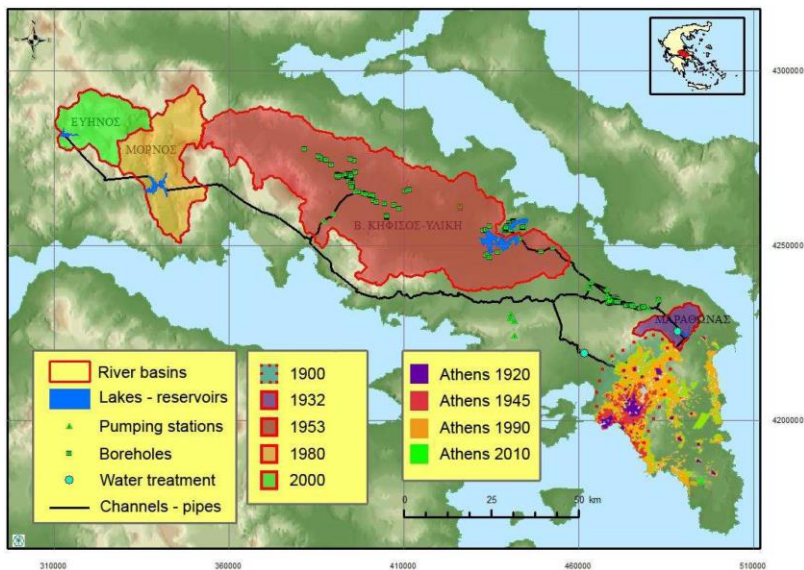 4300000
ΕΥΗΝΟΣ
ΜΟΡΝΟΣ
Β. ΚΗΦΙΣΟΣ-ΥΛΙΚΗ
4250000
ΜΑΡΑΘΩΝΑΣ
River basins
Lakes - reservoirs
Pumping stations
Boreholes
Water treatment
Channels - pipes
1900
1932
1953
1980
2000
Athens 1920
Athens 1945
Athens 1990
Athens 2010
4200000
0 25 50 km
310000 360000 410000 460000 510000